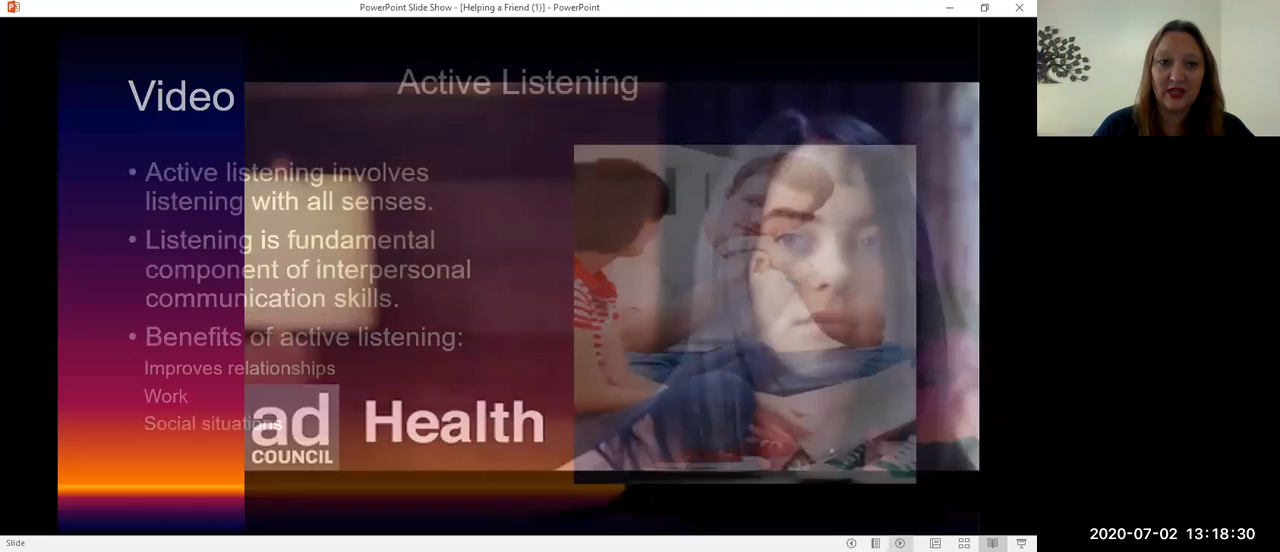 PowerPoint Slide Show - [Helping a Friend (1)] - PowerPoint
Active Listening
Video
• Active listening involves
listening with all senses.
• Listening is fundamental
component of interpersonal
communication skills.
• Benefits of active listening:
Improves relationships
Work
Social situations
ad
COUNCIL
Health
Slide
2020-07-02 13:18:30